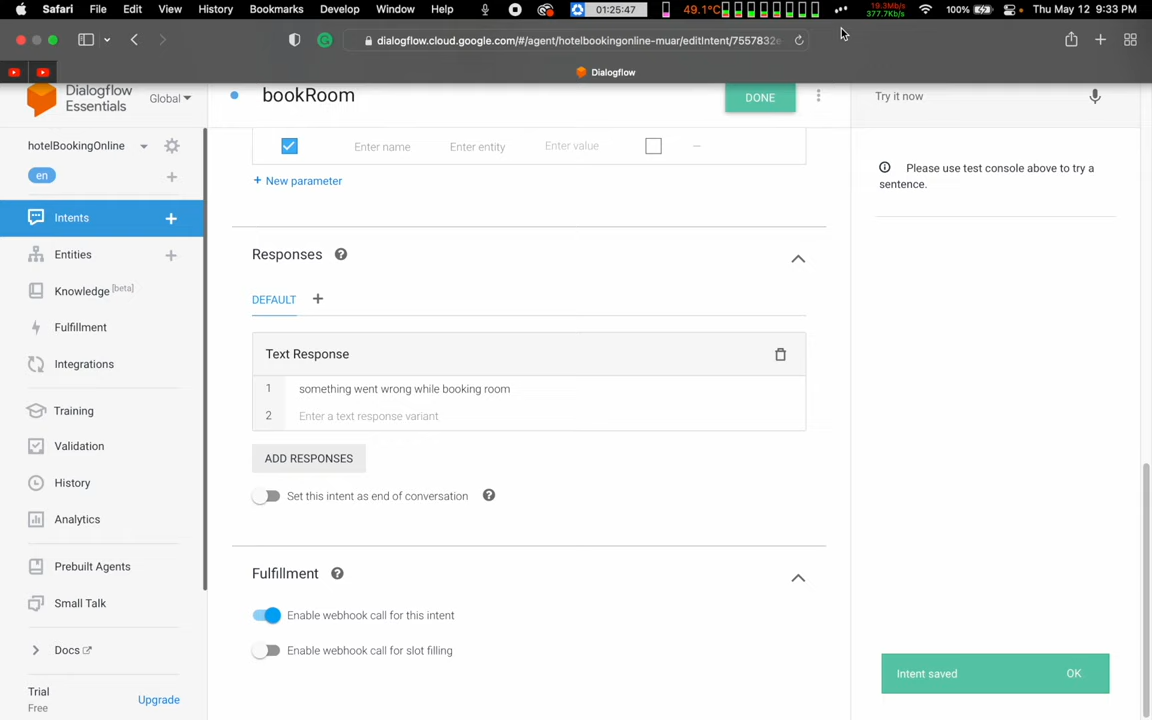 Safari File Edit View History Bookmarks Develop Window Help 01:25:47 49.1°C 19.3Mb/s 377.7Kb/s 100% Thu May 12 9:33 PM
dialogflow.cloud.google.com/#/agent/hotelbookingonline-muar/editIntent/7557832e
Dialogflow
Dialogflow Essentials
Global
hotelBookingOnline
en
Intents
Entities
Knowledge [beta]
Fulfillment
Integrations
Training
Validation
History
Analytics
Prebuilt Agents
Small Talk
Docs
Trial
Free
Upgrade
bookRoom
DONE
Enter name Enter entity Enter value –
+ New parameter
Responses ?
DEFAULT +
Text Response
1 something went wrong while booking room
2 Enter a text response variant
ADD RESPONSES
Set this intent as end of conversation ?
Fulfillment ?
Enable webhook call for this intent
Enable webhook call for slot filling
Try it now
Please use test console above to try a
sentence.
Intent saved OK